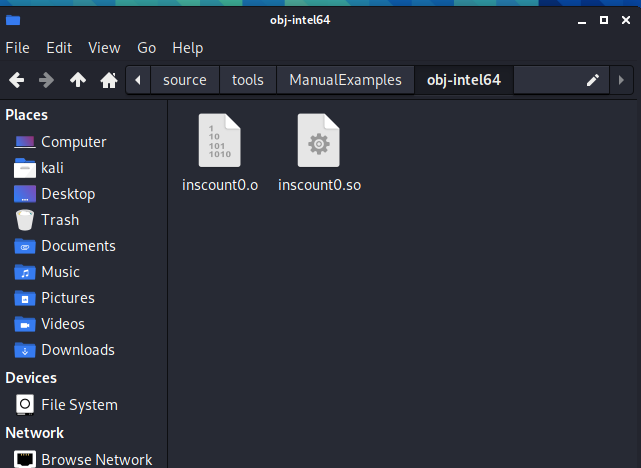 obj-intel64
File Edit View Go Help
source tools ManualExamples obj-intel64
Places
Computer
kali
Desktop
Trash
Documents
Music
Pictures
Videos
Downloads
Devices
File System
Network
Browse Network
1
10
101
1010
inscount0.o inscount0.so